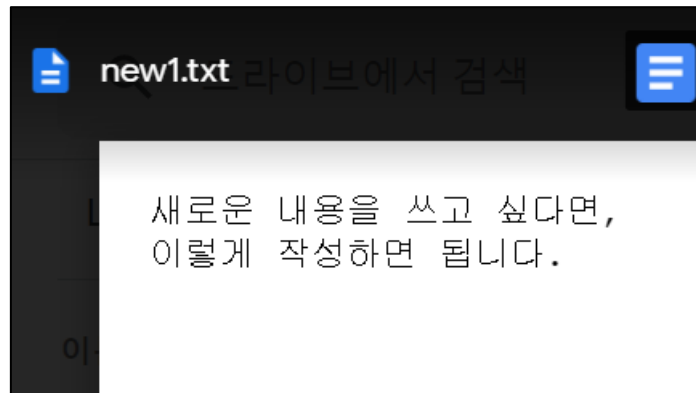 new1.txt
드라이브에서 검색
새로운 내용을 쓰고 싶다면,
이렇게 작성하면 됩니다.